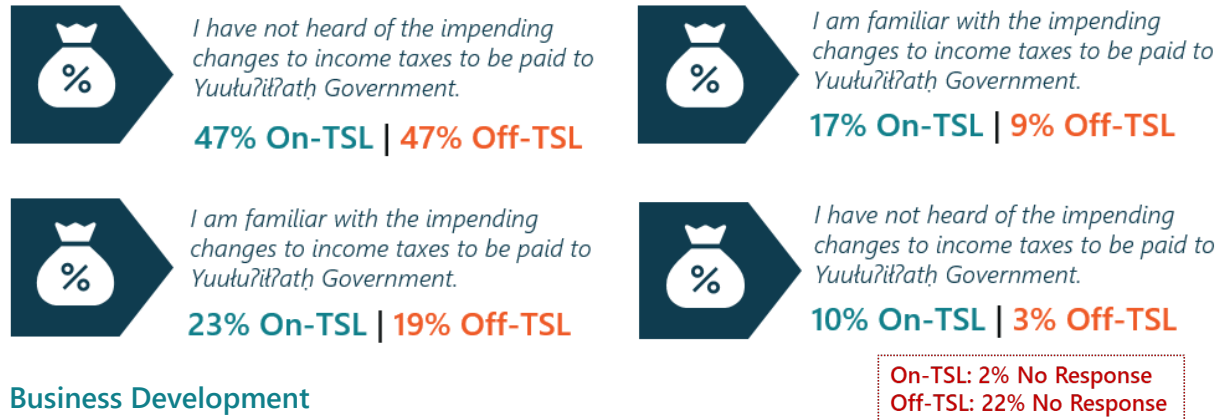 I have not heard of the impending
changes to income taxes to be paid to
Yuułuʔiłʔatḥ Government.
47% On-TSL | 47% Off-TSL
I am familiar with the impending
changes to income taxes to be paid to
Yuułuʔiłʔatḥ Government.
17% On-TSL | 9% Off-TSL
I am familiar with the impending
changes to income taxes to be paid to
Yuułuʔiłʔatḥ Government.
23% On-TSL | 19% Off-TSL
I have not heard of the impending
changes to income taxes to be paid to
Yuułuʔiłʔatḥ Government.
10% On-TSL | 3% Off-TSL
On-TSL: 2% No Response
Off-TSL: 22% No Response
Business Development